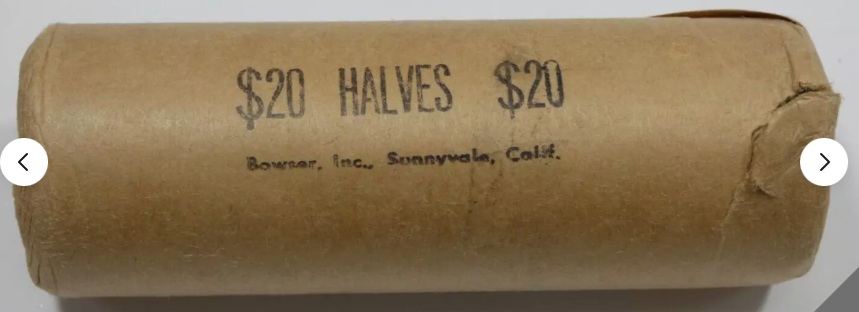 $20 HALVES $20
Bowser, Inc., Sunnyvale, Calif.